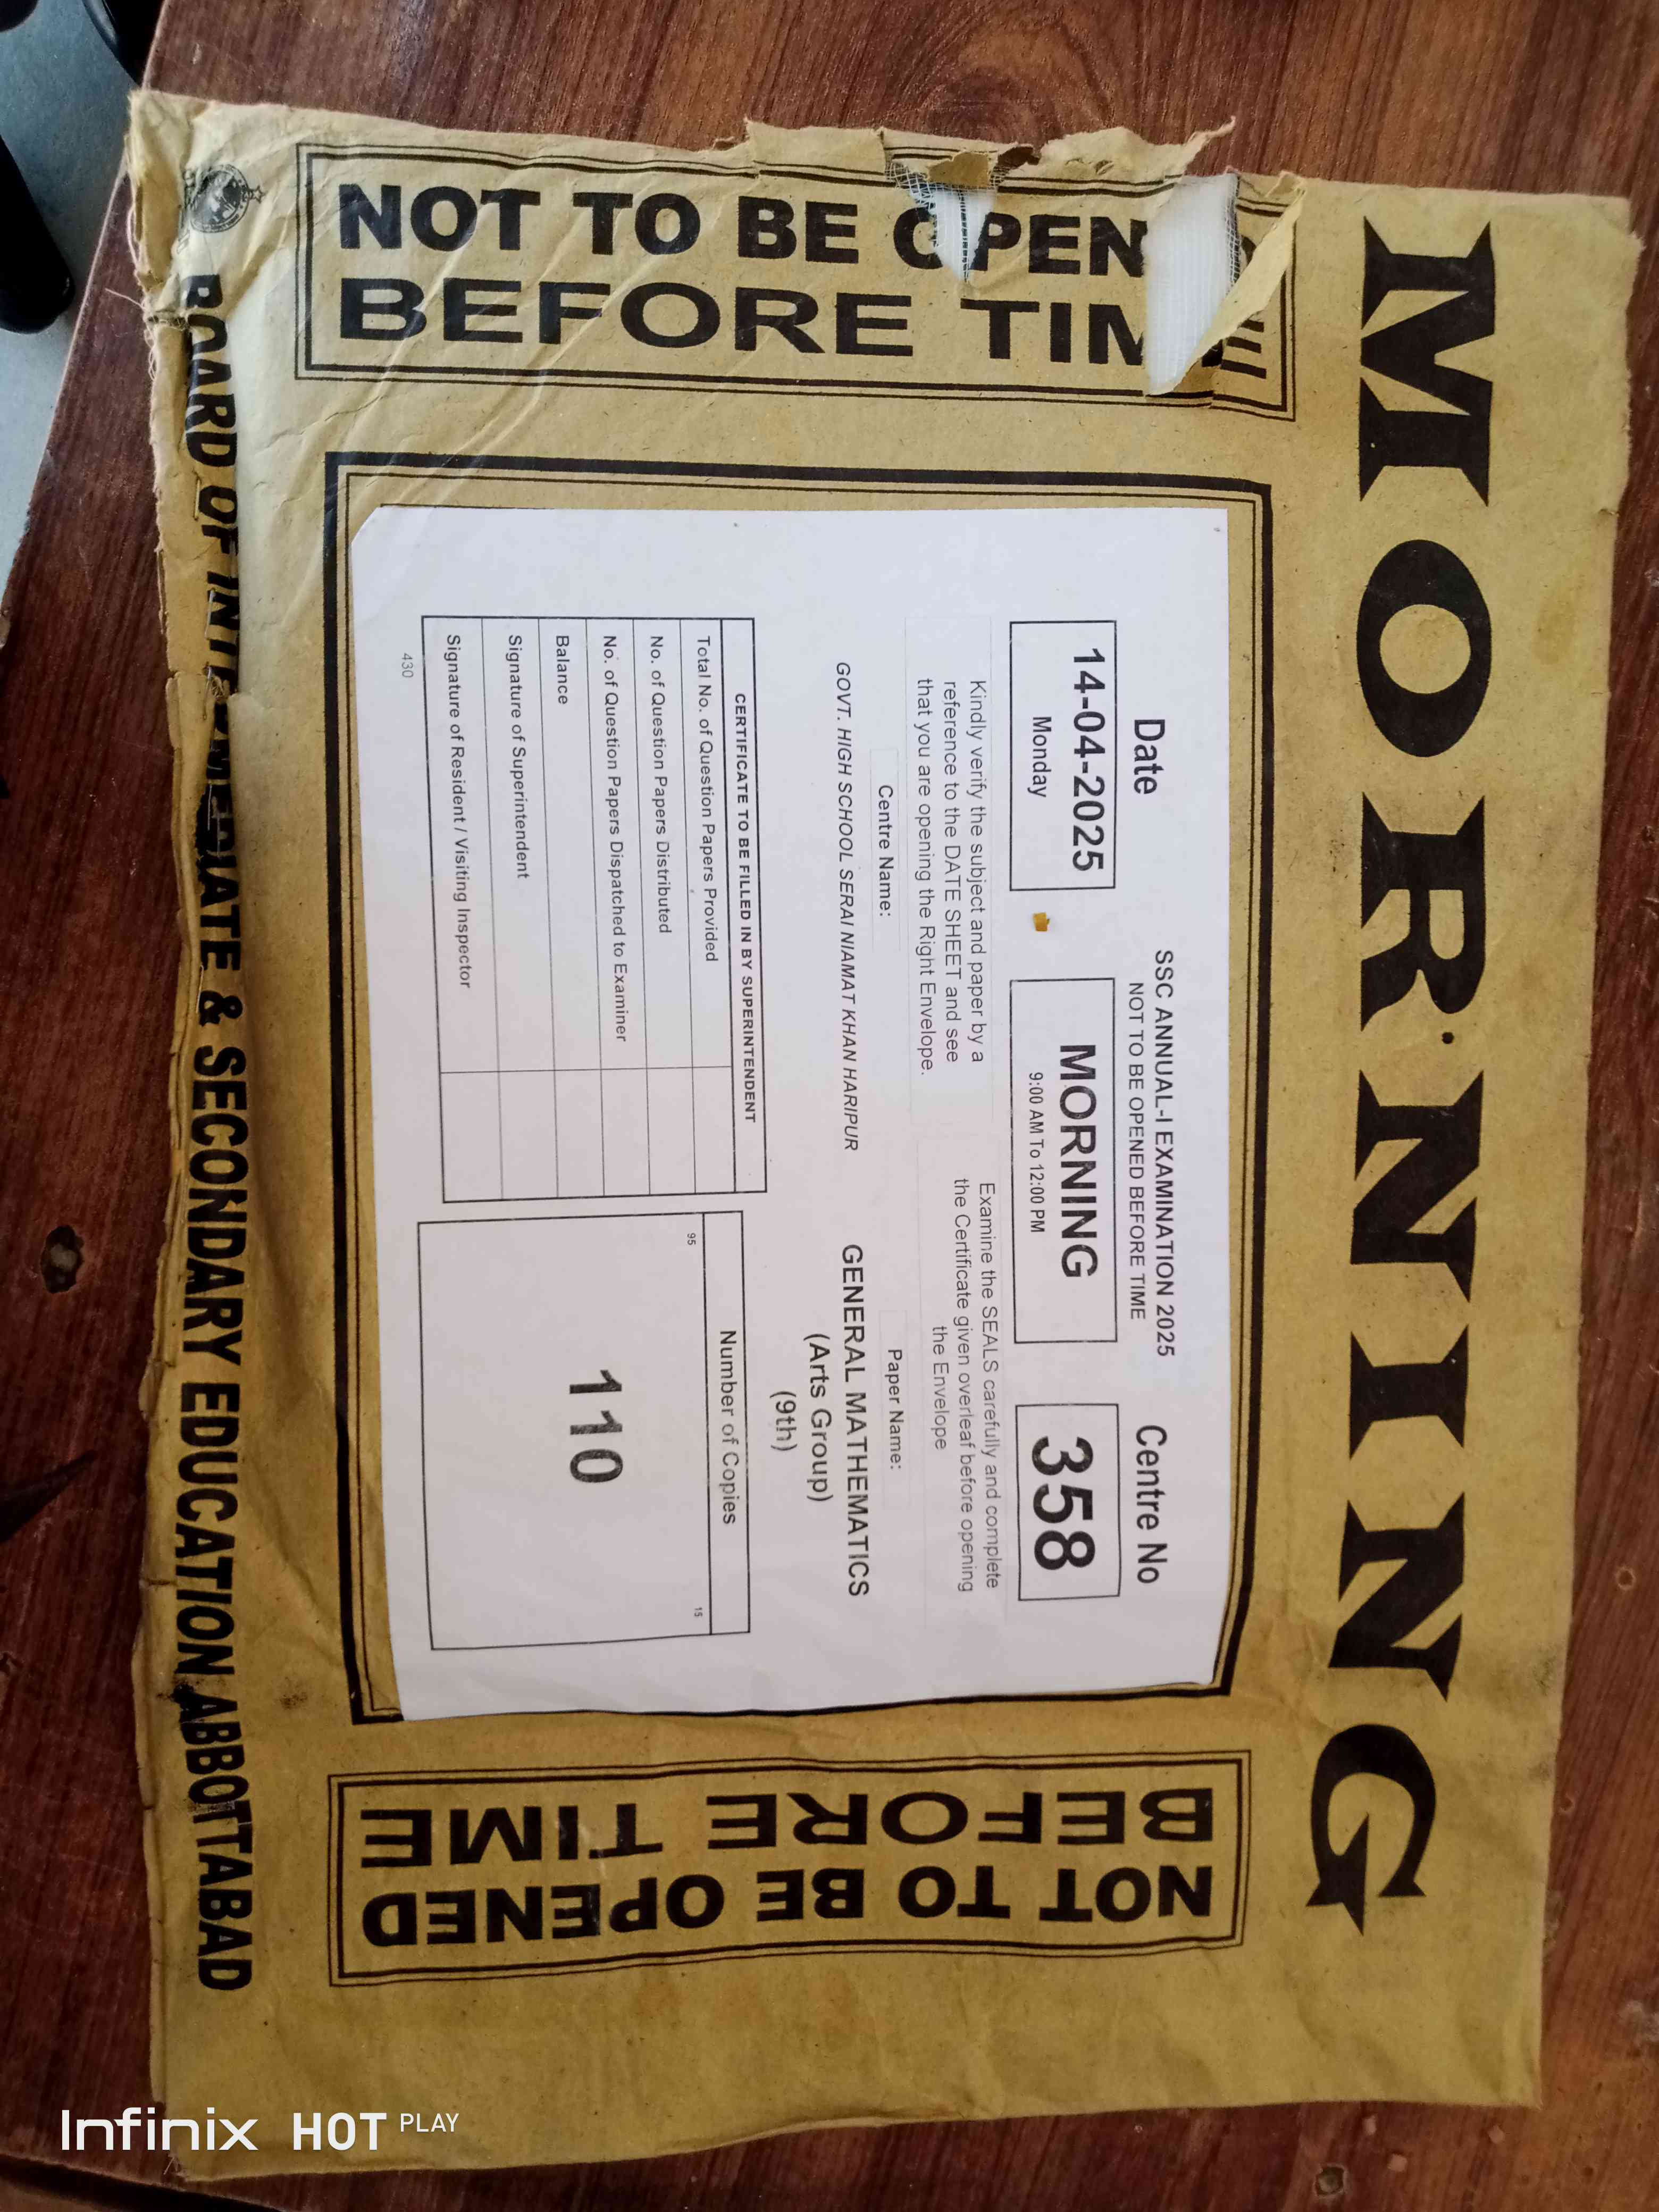 MORNING
NOT TO BE OPEN
BEFORE TIME
SSC ANNUAL-I EXAMINATION 2025
NOT TO BE OPENED BEFORE TIME
Date
Centre No
14-04-2025
Monday
MORNING
9:00 AM To 12:00 PM
358
Kindly verify the subject and paper by a
reference to the DATE SHEET and see
that you are opening the Right Envelope.
Examine the SEALS carefully and complete
the Certificate given overleaf before opening
the Envelope
Centre Name:
GOVT. HIGH SCHOOL SERAI NIAMAT KHAN HARIPUR
Paper Name:
GENERAL MATHEMATICS
(Arts Group)
(9th)
CERTIFICATE TO BE FILLED IN BY SUPERINTENDENT
Total No. of Question Papers Provided
No. of Question Papers Distributed
No. of Question Papers Dispatched to Examiner
Balance
Signature of Superintendent
Signature of Resident / Visiting Inspector
430
Number of Copies
95
15
110
NOT TO BE OPENED
BEFORE TIME
BOARD OF INTERMEDIATE & SECONDARY EDUCATION ABBOTTABAD
Infinix HOT PLAY